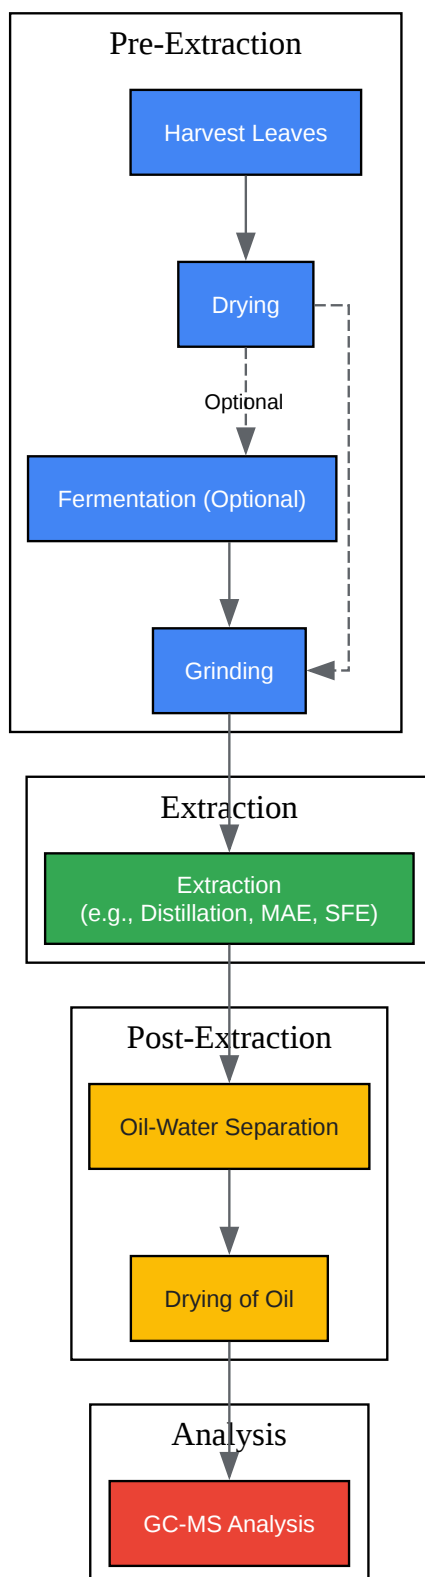 Pre-Extraction
Harvest Leaves
Drying
Optional
Fermentation (Optional)
Grinding
Extraction
Extraction
(e.g., Distillation, MAE, SFE)
Post-Extraction
Oil-Water Separation
Drying of Oil
Analysis
GC-MS Analysis